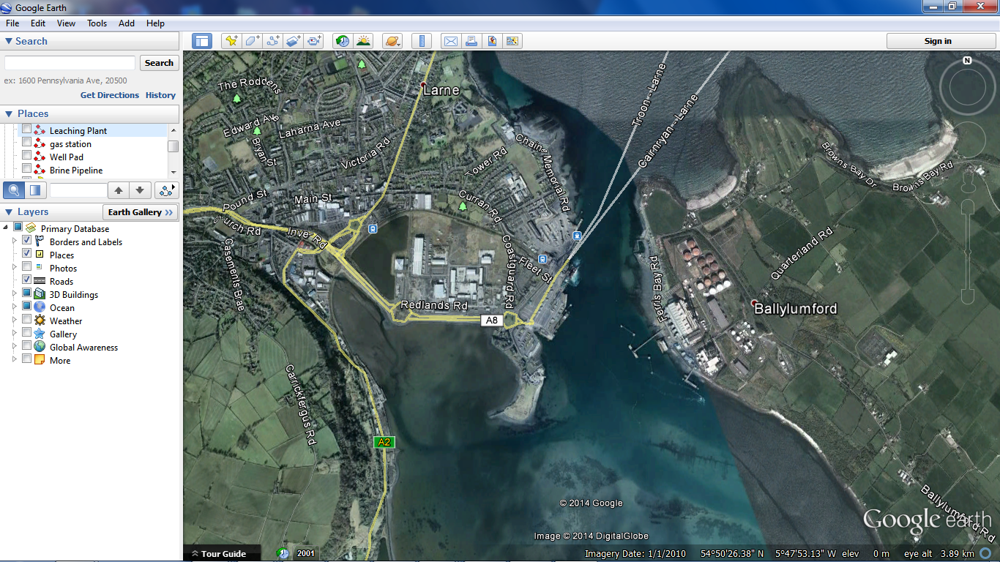 Google Earth
File Edit View Tools Add Help
Search
Search
ex: 1600 Pennsylvania Ave, 20500
Get Directions History
Places
Leaching Plant
gas station
Well Pad
Brine Pipeline
Layers
Earth Gallery >>
Primary Database
Borders and Labels
Places
Photos
Roads
3D Buildings
Ocean
Weather
Gallery
Global Awareness
More
Sign in
N
The Roddens
Larne
Edward Ave
Laharna Ave
Bryan St
Victoria Rd
Tower Rd
Chaine Memorial Rd
Troon - Larne
Cairnryan - Larne
Browns Bay Dr
Browns Bay Rd
Pound St
Main St
Curran Rd
Church Rd
Inver Rd
Casements Brae
Coastguard Rd
Fleet St
Ferris Bay Rd
Quarterland Rd
Redlands Rd
A8
Ballylumford
Carrickfergus Rd
A2
Ballylumford Rd
© 2014 Google
Google earth
Image © 2014 DigitalGlobe
Tour Guide
2001
Imagery Date: 1/1/2010 54°50'26.38" N 5°47'53.13" W elev 0 m eye alt 3.89 km